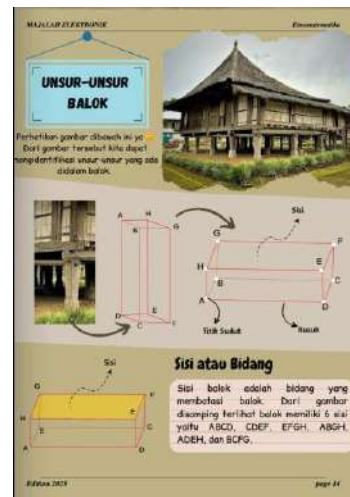 MAJALAH ELEKTRONIK
Etnomatematika
UNSUR-UNSUR
BALOK
Perhatikan gambar dibawah ini ya
Dari gambar tersebut kita dapat
mengidentifikasi unsur-unsur yang ada
didalam balok.
A H
B G
D E
C F
Sisi
G F
H E
B C
A D
Titik Sudut
Rusuk
Sisi
G F
H E
B C
A D
Sisi atau Bidang
Sisi balok adalah bidang yang
membatasi balok. Dari gambar
disamping terlihat balok memiliki 6 sisi
yaitu ABCD, CDEF, EFGH, ABGH,
ADEH, dan BCFG.
Edition 2023
page 14